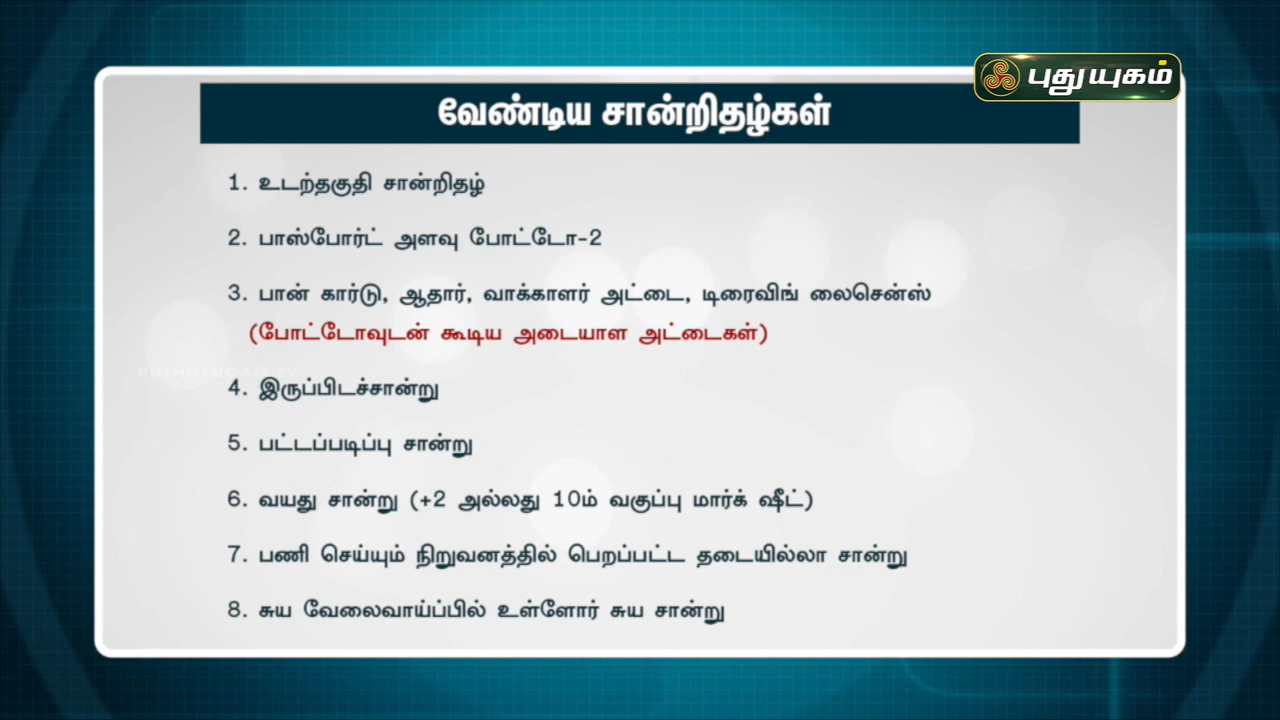 புதுயுகம்
வேண்டிய சான்றிதழ்கள்
1. உடற்தகுதி சான்றிதழ்
2. பாஸ்போர்ட் அளவு போட்டோ-2
3. பான் கார்டு, ஆதார், வாக்காளர் அட்டை, டிரைவிங் லைசென்ஸ்
(போட்டோவுடன் கூடிய அடையாள அட்டைகள்)
PUTHUYUGAM TV
4. இருப்பிடச்சான்று
5. பட்டப்படிப்பு சான்று
6. வயது சான்று (+2 அல்லது 10ம் வகுப்பு மார்க் ஷீட்)
7. பணி செய்யும் நிறுவனத்தில் பெறப்பட்ட தடையில்லா சான்று
8. சுய வேலைவாய்ப்பில் உள்ளோர் சுய சான்று